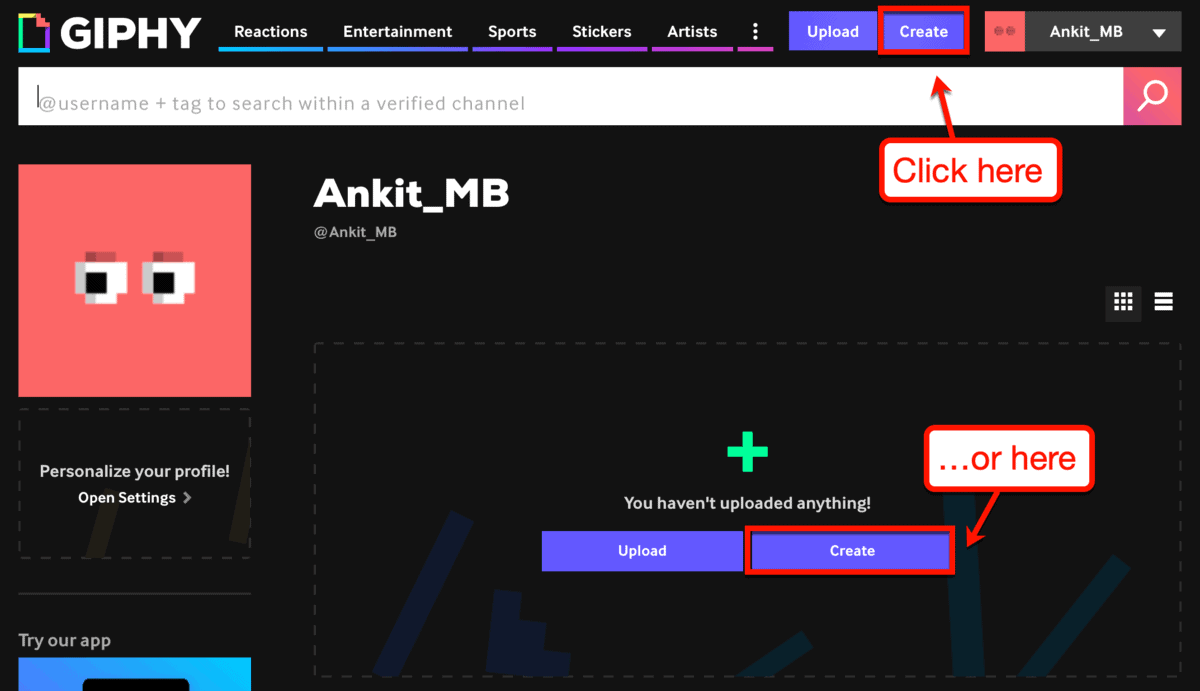 GIPHY
Reactions Entertainment Sports Stickers Artists Upload Create Ankit_MB
@username + tag to search within a verified channel
Click here
Ankit_MB
@Ankit_MB
Personalize your profile!
Open Settings
…or here
You haven't uploaded anything!
Upload Create
Try our app